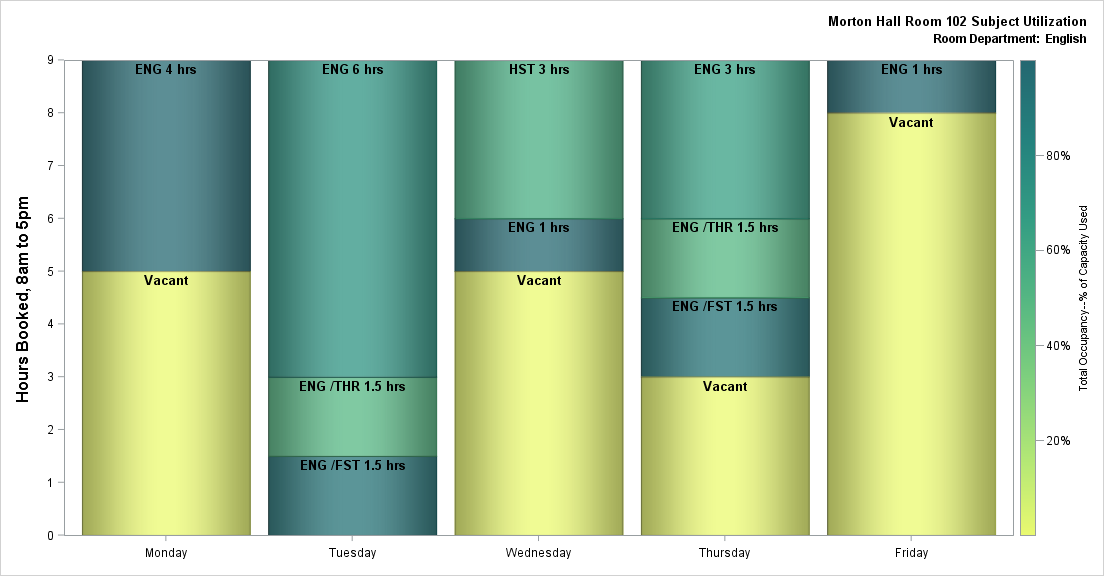 Morton Hall Room 102 Subject Utilization
Room Department: English
Hours Booked, 8am to 5pm
9
8
7
6
5
4
3
2
1
0
ENG 4 hrs
Vacant
ENG 6 hrs
ENG /THR 1.5 hrs
ENG /FST 1.5 hrs
HST 3 hrs
ENG 1 hrs
Vacant
ENG 3 hrs
ENG /THR 1.5 hrs
ENG /FST 1.5 hrs
Vacant
ENG 1 hrs
Vacant
Monday
Tuesday
Wednesday
Thursday
Friday
80%
60%
40%
20%
Total Occupancy--% of Capacity Used